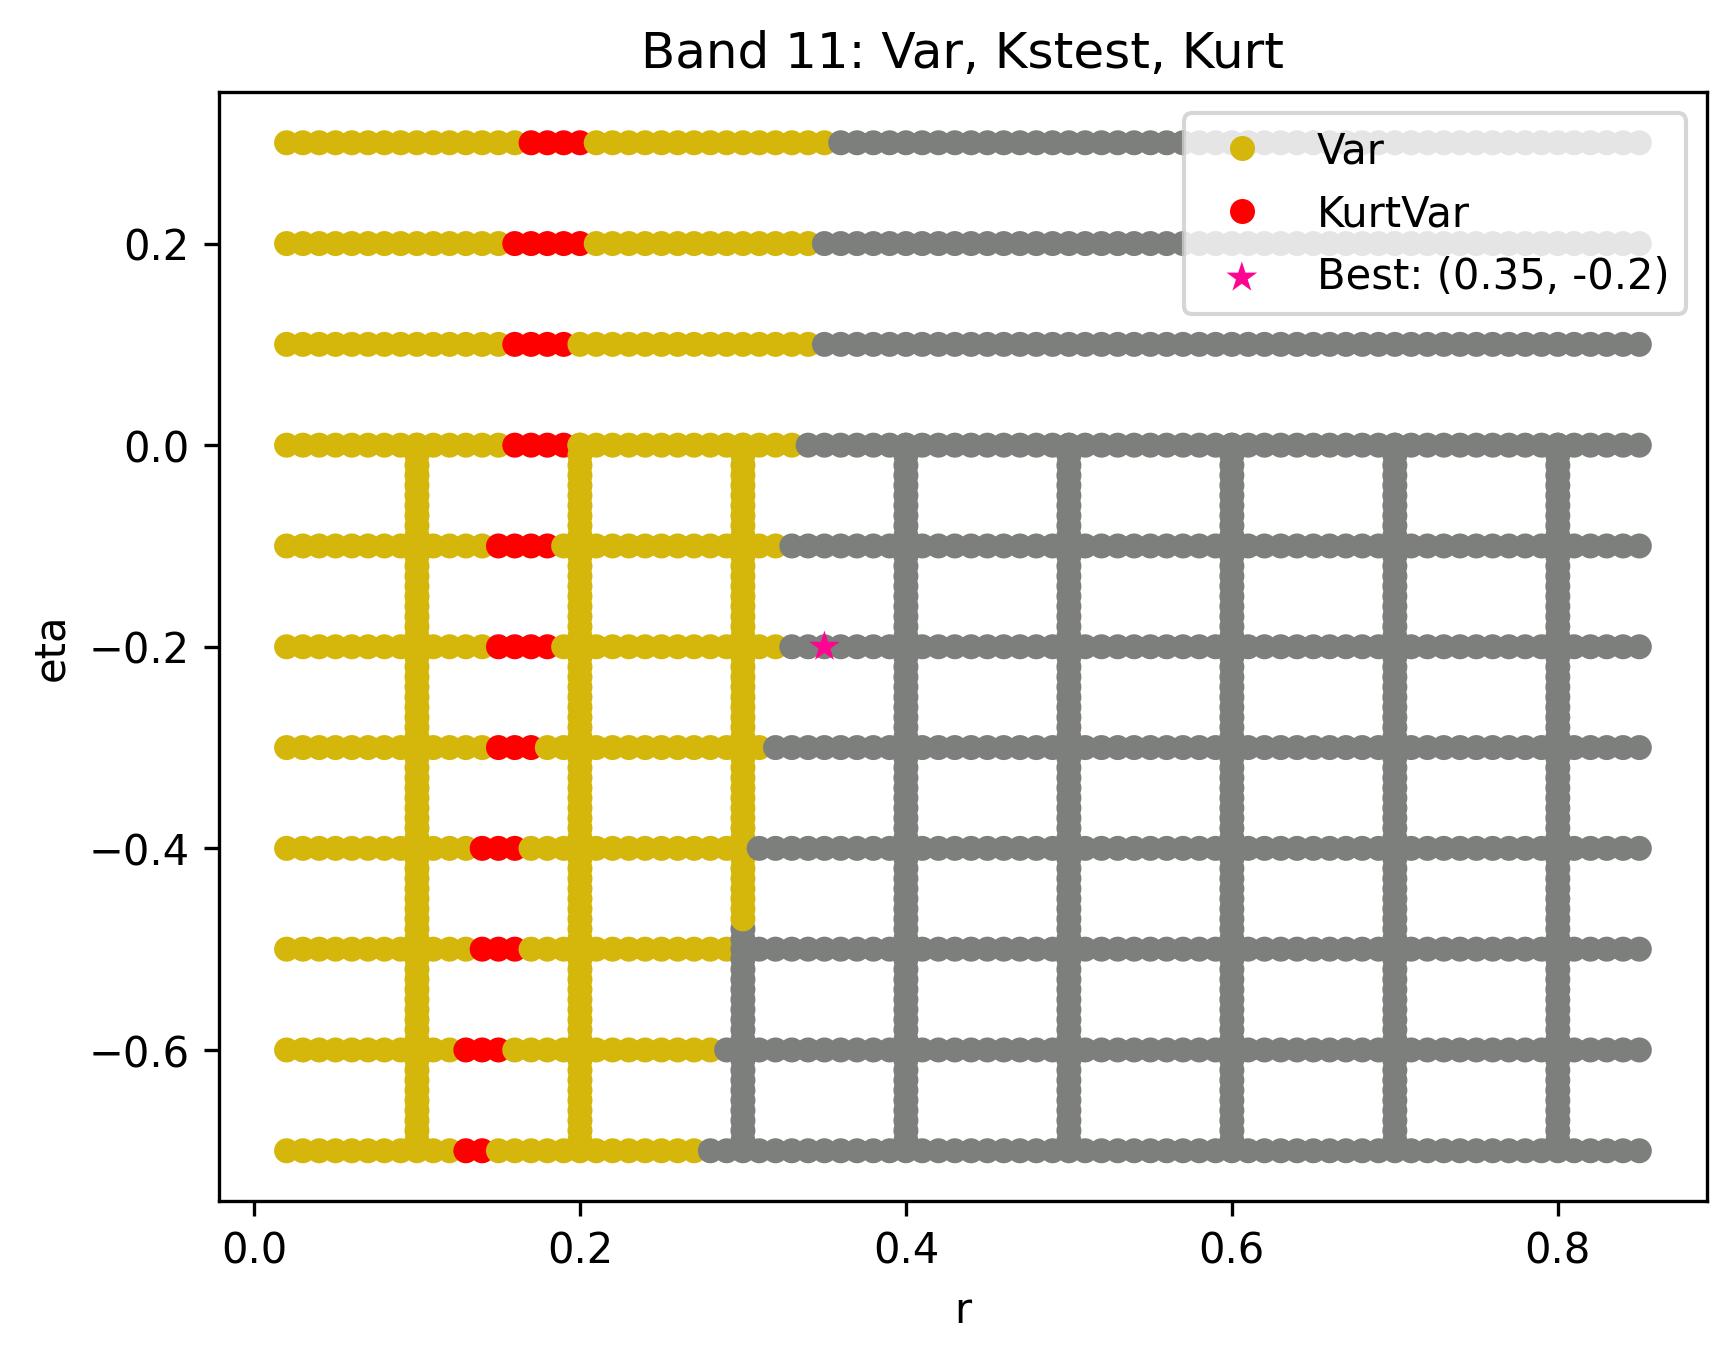 Band 11: Var, Kstest, Kurt
Var
KurtVar
Best: (0.35, -0.2)
0.2
0.0
−0.2
−0.4
−0.6
eta
0.0 0.2 0.4 0.6 0.8
r